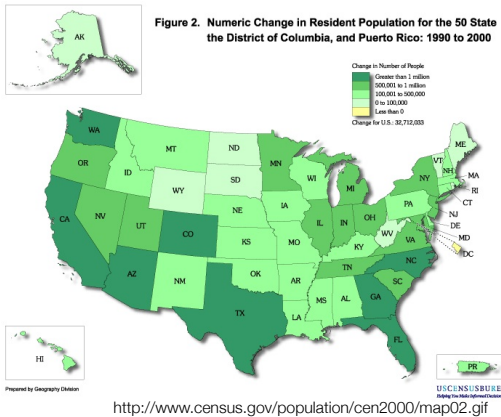 Figure 2. Numeric Change in Resident Population for the 50 State
the District of Columbia, and Puerto Rico: 1990 to 2000
AK
Change in Number of People
Greater than 1 million
500,001 to 1 million
100,001 to 500,000
0 to 100,000
Less than 0
Change for U.S.: 32,712,033
WA
MT
ND
MN
ME
VT
NH
OR
ID
SD
WI
MI
NY
MA
RI
CT
WY
IA
PA
NJ
NE
IL
IN
OH
DE
MD
DC
NV
UT
CO
KS
MO
WV
VA
KY
CA
NC
TN
AZ
NM
OK
AR
SC
MS
AL
GA
TX
LA
FL
HI
PR
Prepared by Geography Division
USCENSUSBURE
Helping You Make Informed Decision
http://www.census.gov/population/cen2000/map02.gif